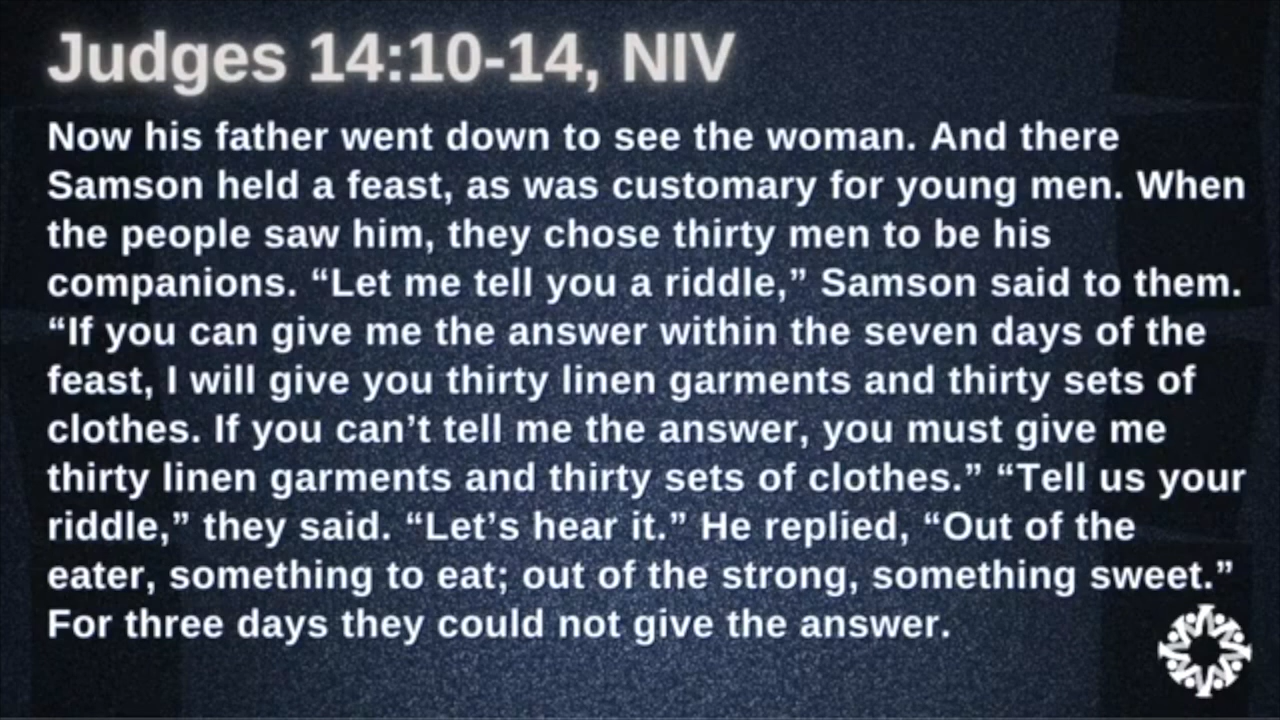 Judges 14:10-14, NIV
Now his father went down to see the woman. And there
Samson held a feast, as was customary for young men. When
the people saw him, they chose thirty men to be his
companions. “Let me tell you a riddle,” Samson said to them.
“If you can give me the answer within the seven days of the
feast, I will give you thirty linen garments and thirty sets of
clothes. If you can’t tell me the answer, you must give me
thirty linen garments and thirty sets of clothes.” “Tell us your
riddle,” they said. “Let’s hear it.” He replied, “Out of the
eater, something to eat; out of the strong, something sweet.”
For three days they could not give the answer.